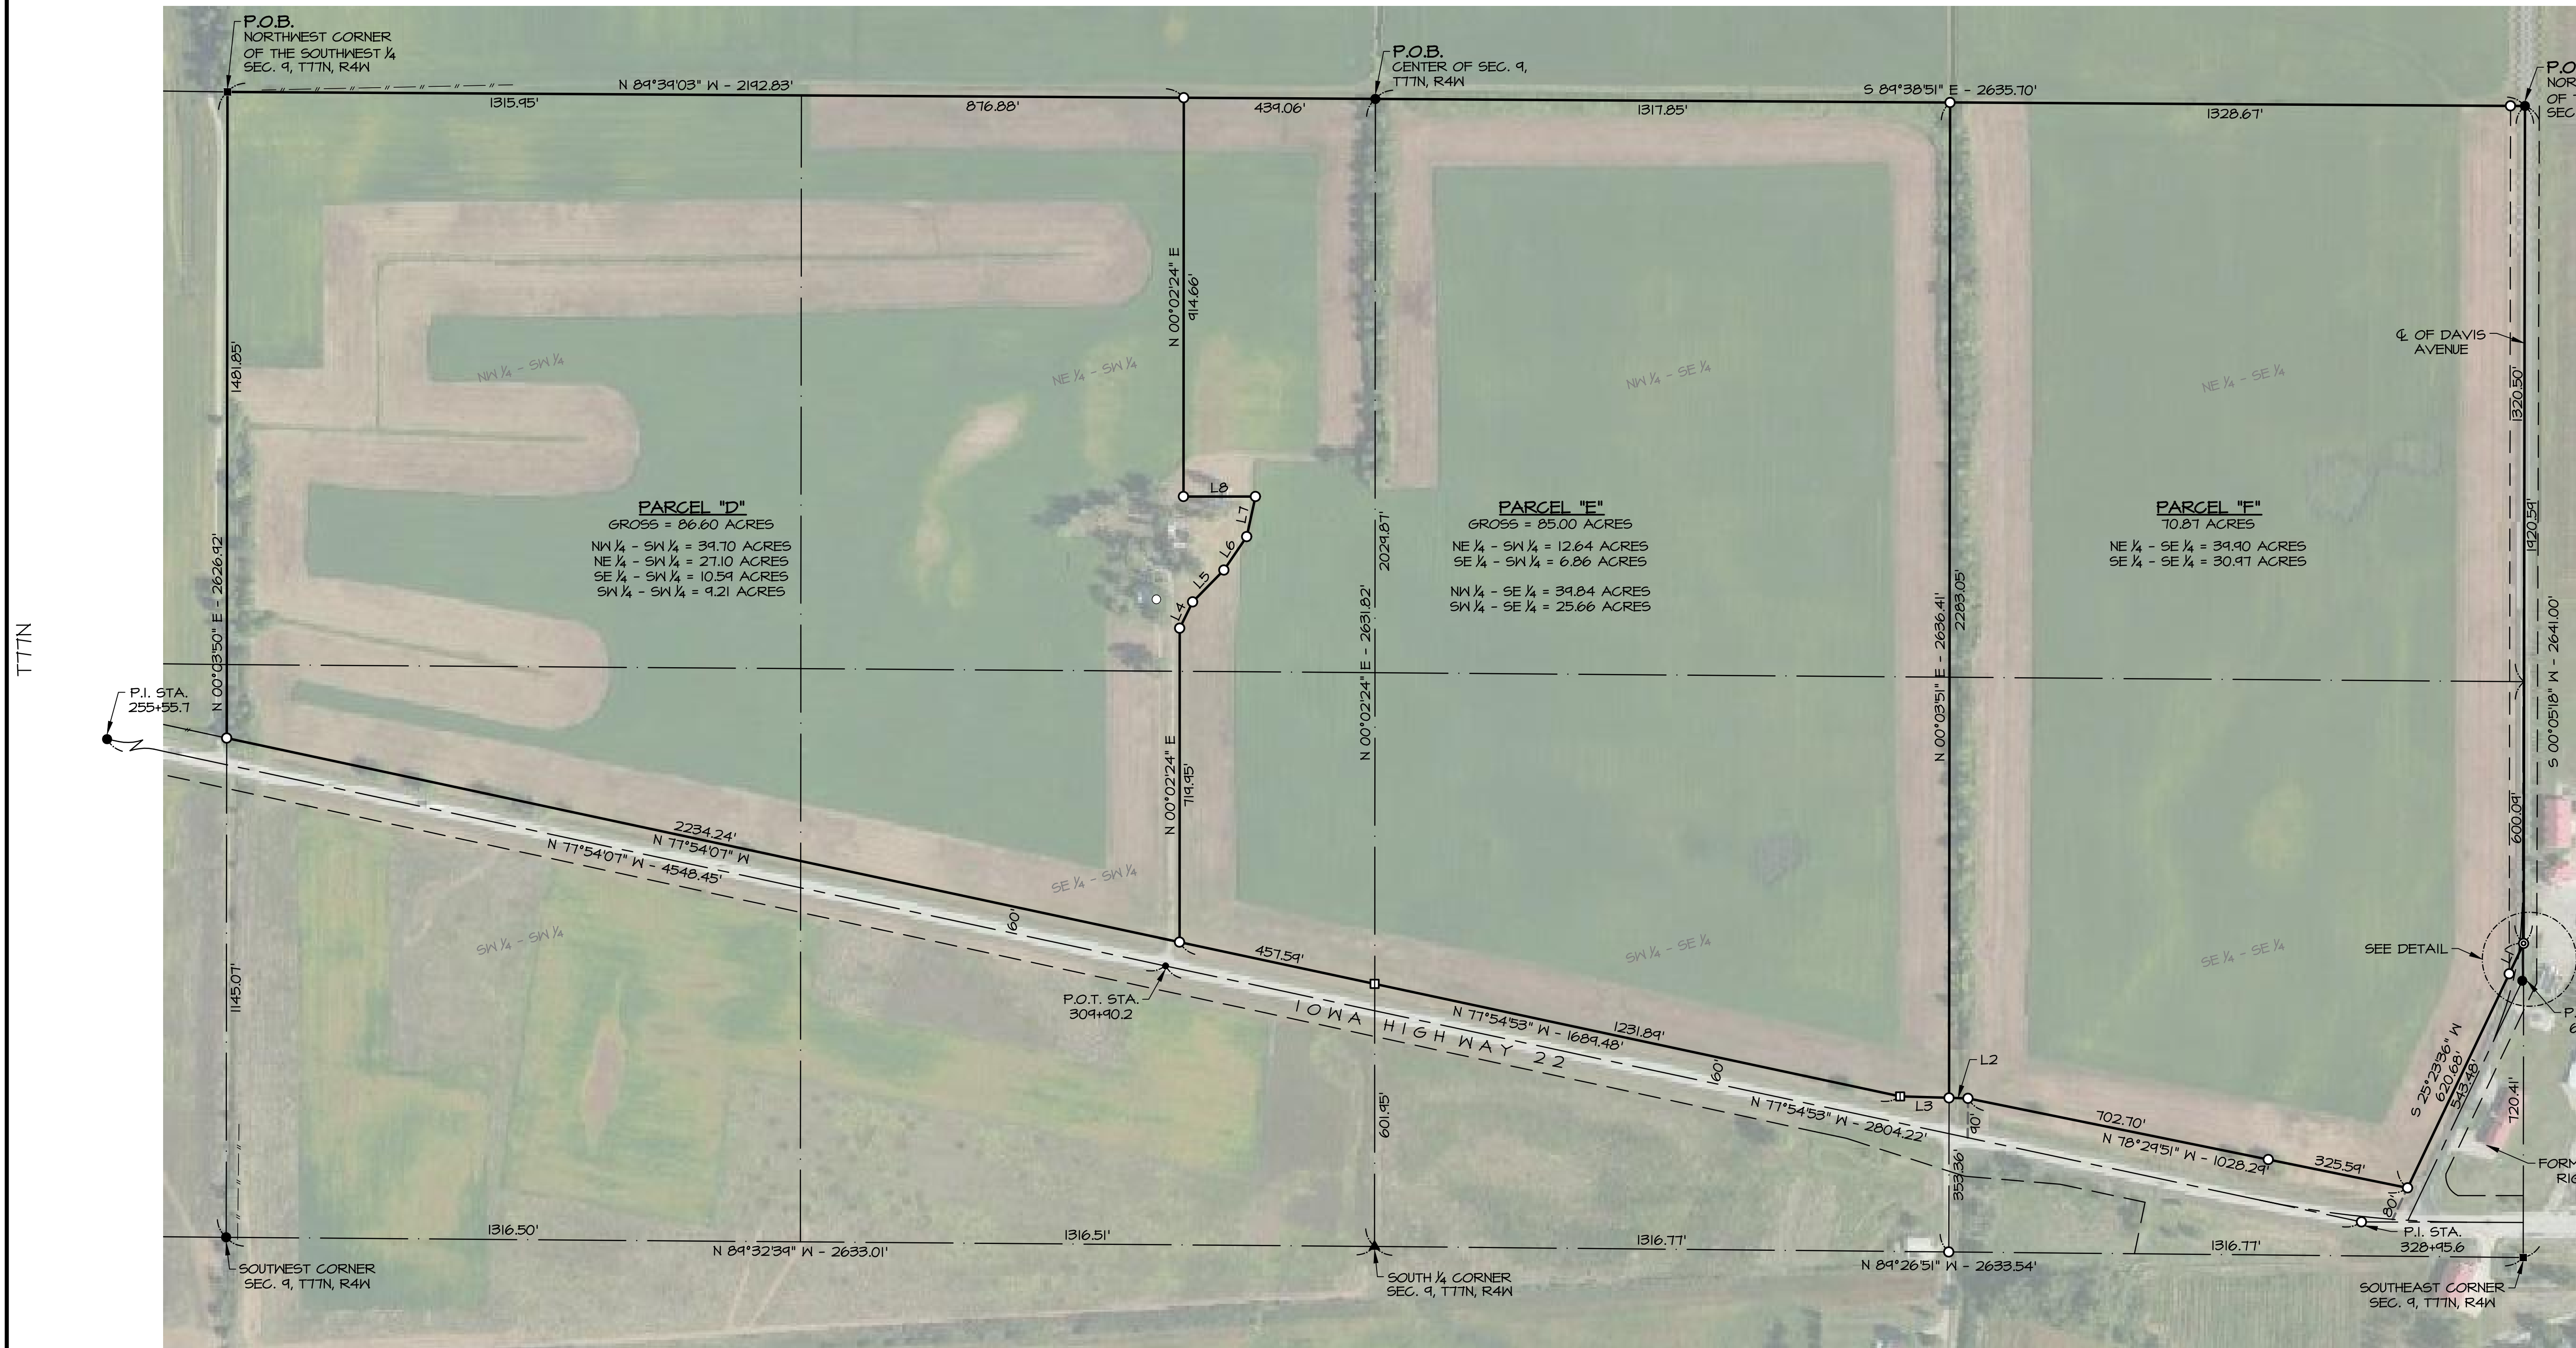 P.O.B.
NORTHWEST CORNER
OF THE SOUTHWEST ¼
SEC. 9, T77N, R4W
P.O.B.
CENTER OF SEC. 9,
T77N, R4W
P.O
NOR
OF
SEC
N 89°39'03" W - 2192.83'
1315.95'
876.88'
439.06'
S 89°38'51" E - 2635.70'
1317.85'
1328.67'
N 00°02'24" E
914.66'
1481.85'
NW ¼ - SW ¼
NE ¼ - SW ¼
NW ¼ - SE ¼
NE ¼ - SE ¼
℄ OF DAVIS
AVENUE
1320.50'
1920.59'
L8
L7
L6
L5
L4
PARCEL "D"
GROSS = 86.60 ACRES
NW ¼ - SW ¼ = 39.70 ACRES
NE ¼ - SW ¼ = 27.10 ACRES
SE ¼ - SW ¼ = 10.59 ACRES
SW ¼ - SW ¼ = 9.21 ACRES
PARCEL "E"
GROSS = 85.00 ACRES
NE ¼ - SW ¼ = 12.64 ACRES
SE ¼ - SW ¼ = 6.86 ACRES
NW ¼ - SE ¼ = 39.84 ACRES
SW ¼ - SE ¼ = 25.66 ACRES
PARCEL "F"
70.87 ACRES
NE ¼ - SE ¼ = 39.90 ACRES
SE ¼ - SE ¼ = 30.97 ACRES
T77N
N 00°03'50" E - 2626.92'
2029.87'
N 00°02'24" E - 2631.82'
N 00°03'51" E - 2636.41'
2283.05'
S 00°05'18" W - 2641.00'
P.I. STA.
255+55.7
N 00°02'24" E
719.95'
600.09'
2234.24'
N 77°54'07" W
N 77°54'07" W - 4548.45'
SE ¼ - SW ¼
SW ¼ - SW ¼
SW ¼ - SE ¼
SE ¼ - SE ¼
60'
457.59'
SEE DETAIL
P.O.T. STA.
309+90.2
IOWA HIGHWAY 22
N 77°54'53" W - 1689.48'
1231.89'
60'
L2
L3
90'
N 77°54'53" W - 2804.22'
702.70'
N 78°29'51" W - 1028.29'
325.59'
S 25°23'36" W
620.68'
543.48'
720.41'
P.
6
FORM
RIG
80'
1145.07'
601.95'
353.36'
P.I. STA.
328+95.6
1316.50'
N 89°32'39" W - 2633.01'
1316.51'
1316.77'
N 89°26'51" W - 2633.54'
1316.77'
SOUTWEST CORNER
SEC. 9, T77N, R4W
SOUTH ¼ CORNER
SEC. 9, T77N, R4W
SOUTHEAST CORNER
SEC. 9, T77N, R4W